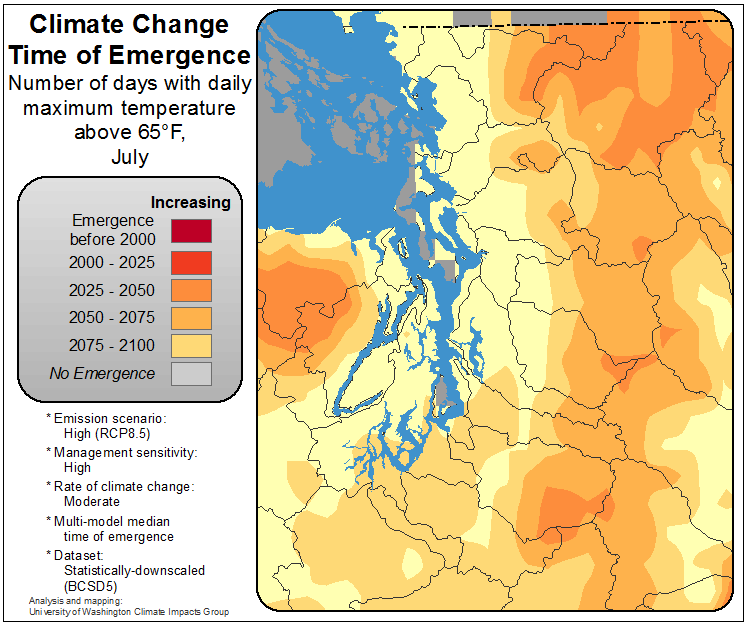 Climate Change
Time of Emergence
Number of days with daily
maximum temperature
above 65°F,
July
Increasing
Emergence
before 2000
2000 - 2025
2025 - 2050
2050 - 2075
2075 - 2100
No Emergence
* Emission scenario:
High (RCP8.5)
* Management sensitivity:
High
* Rate of climate change:
Moderate
* Multi-model median
time of emergence
* Dataset:
Statistically-downscaled
(BCSD5)
Analysis and mapping:
University of Washington Climate Impacts Group